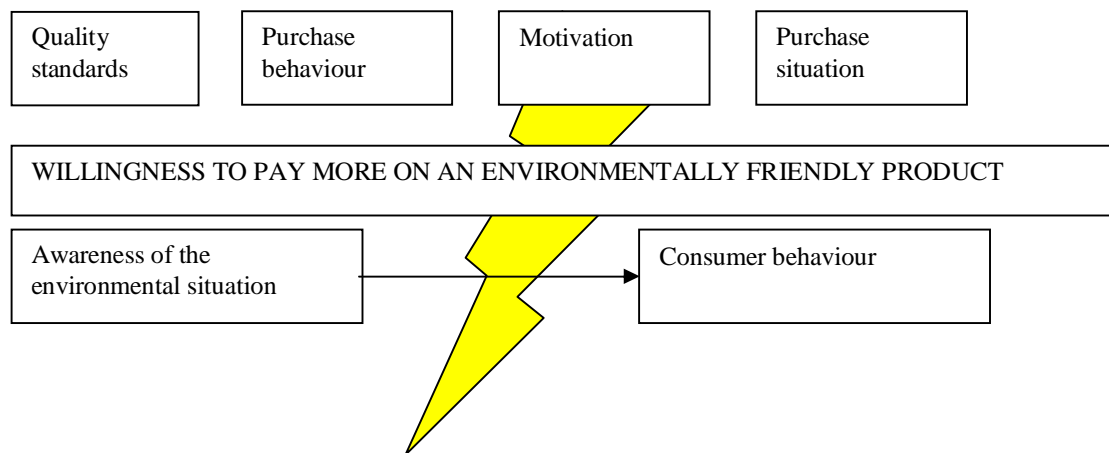 Quality
standards
Purchase
behaviour
Motivation
Purchase
situation
WILLINGNESS TO PAY MORE ON AN ENVIRONMENTALLY FRIENDLY PRODUCT
Awareness of the
environmental situation
Consumer behaviour